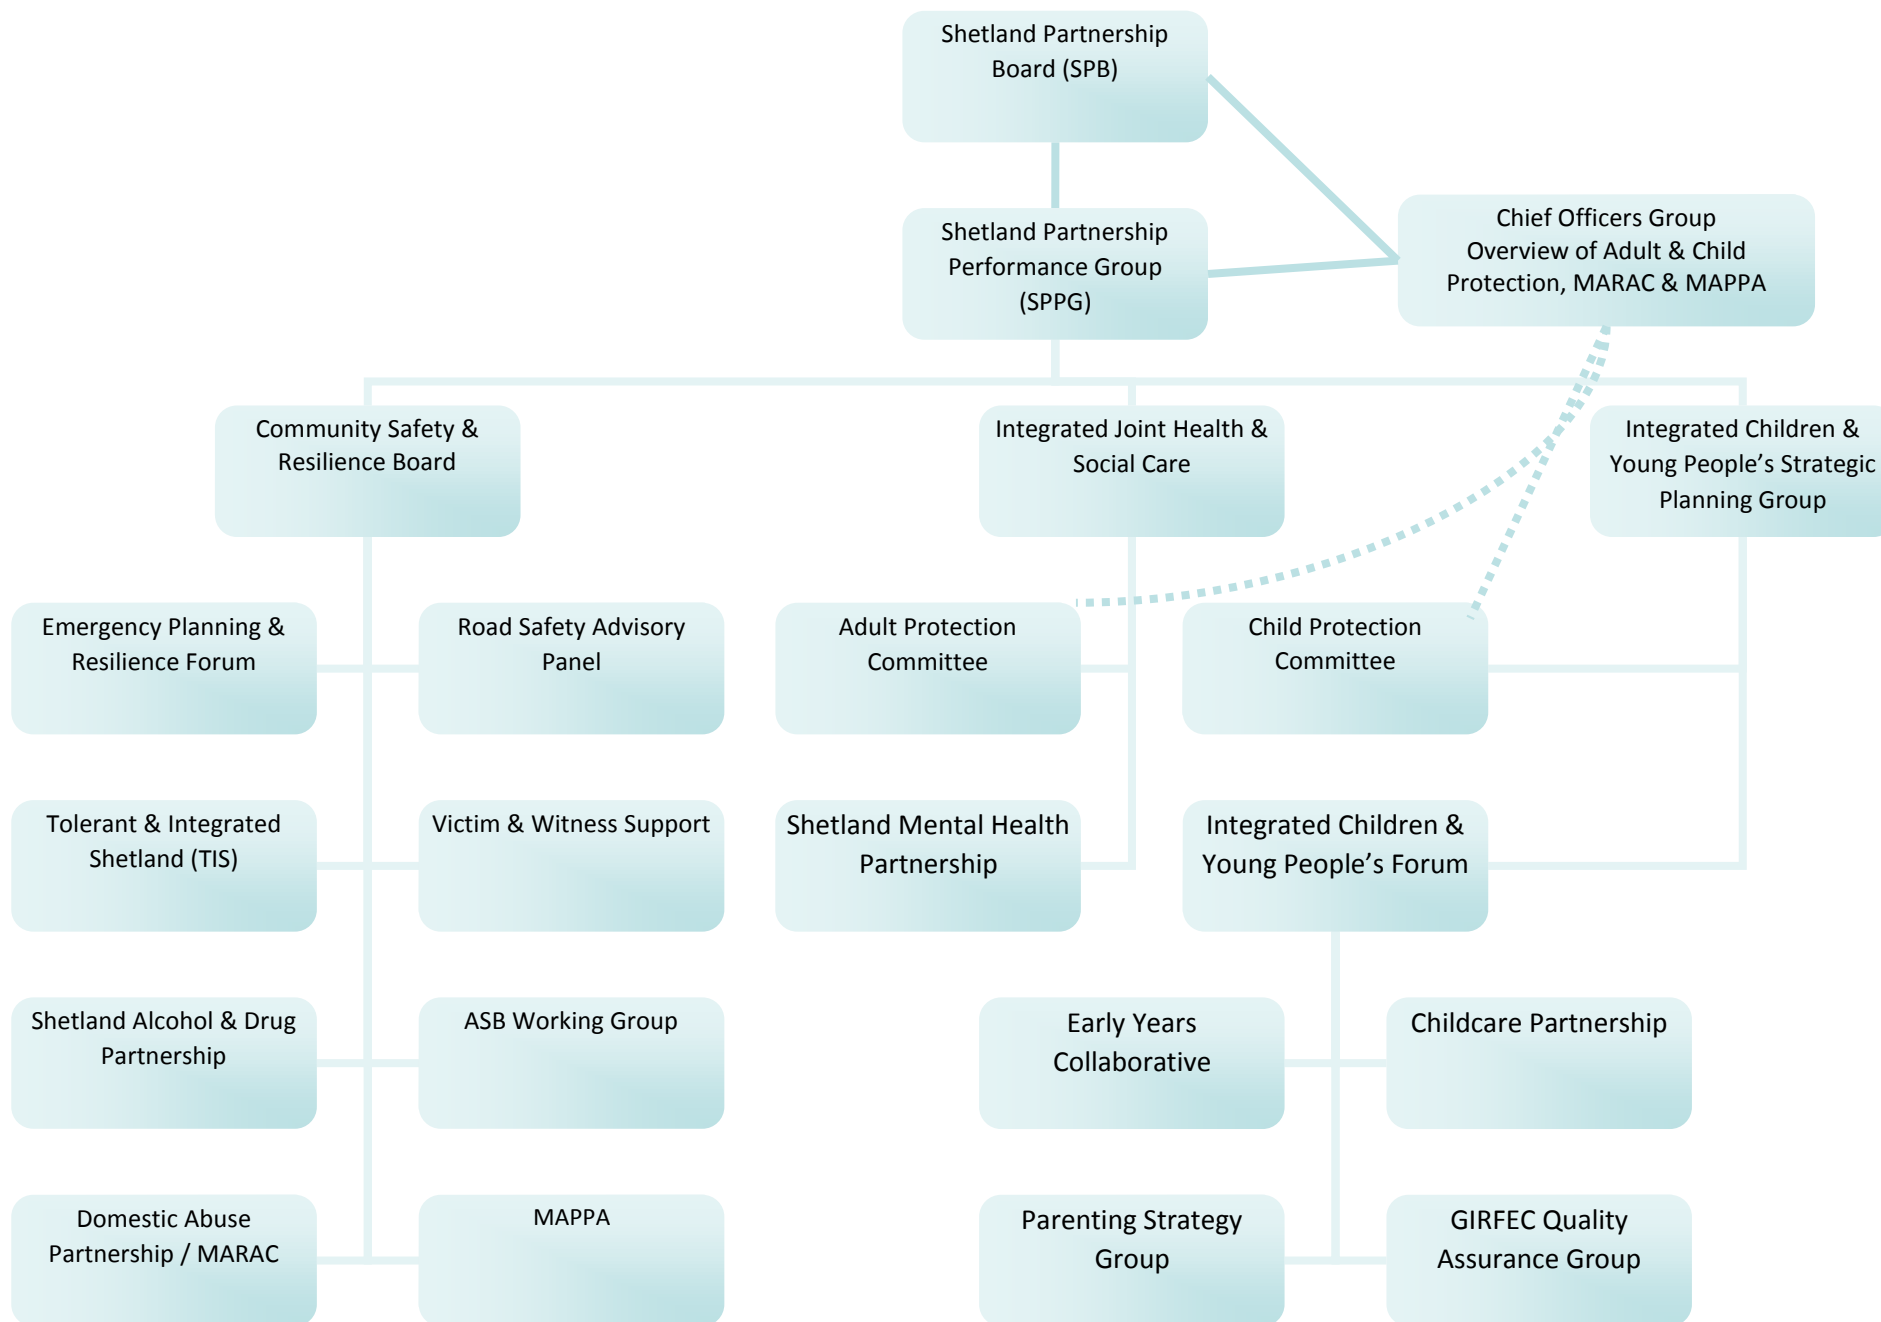 Shetland Partnership
Board (SPB)
Shetland Partnership
Performance Group
(SPPG)
Chief Officers Group
Overview of Adult & Child
Protection, MARAC & MAPPA
Community Safety &
Resilience Board
Integrated Joint Health &
Social Care
Integrated Children &
Young People’s Strategic
Planning Group
Emergency Planning &
Resilience Forum
Road Safety Advisory
Panel
Adult Protection
Committee
Child Protection
Committee
Tolerant & Integrated
Shetland (TIS)
Victim & Witness Support
Shetland Mental Health
Partnership
Integrated Children &
Young People’s Forum
Shetland Alcohol & Drug
Partnership
ASB Working Group
Early Years
Collaborative
Childcare Partnership
Domestic Abuse
Partnership / MARAC
MAPPA
Parenting Strategy
Group
GIRFEC Quality
Assurance Group